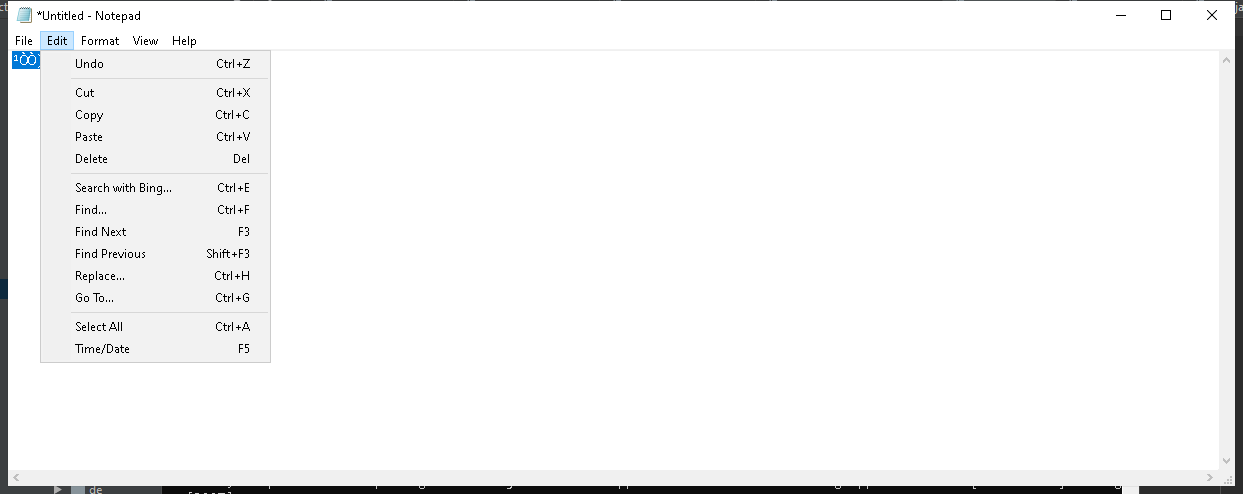 *Untitled - Notepad
File Edit Format View Help
Undo Ctrl+Z
Cut Ctrl+X
Copy Ctrl+C
Paste Ctrl+V
Delete Del
Search with Bing... Ctrl+E
Find... Ctrl+F
Find Next F3
Find Previous Shift+F3
Replace... Ctrl+H
Go To... Ctrl+G
Select All Ctrl+A
Time/Date F5
de